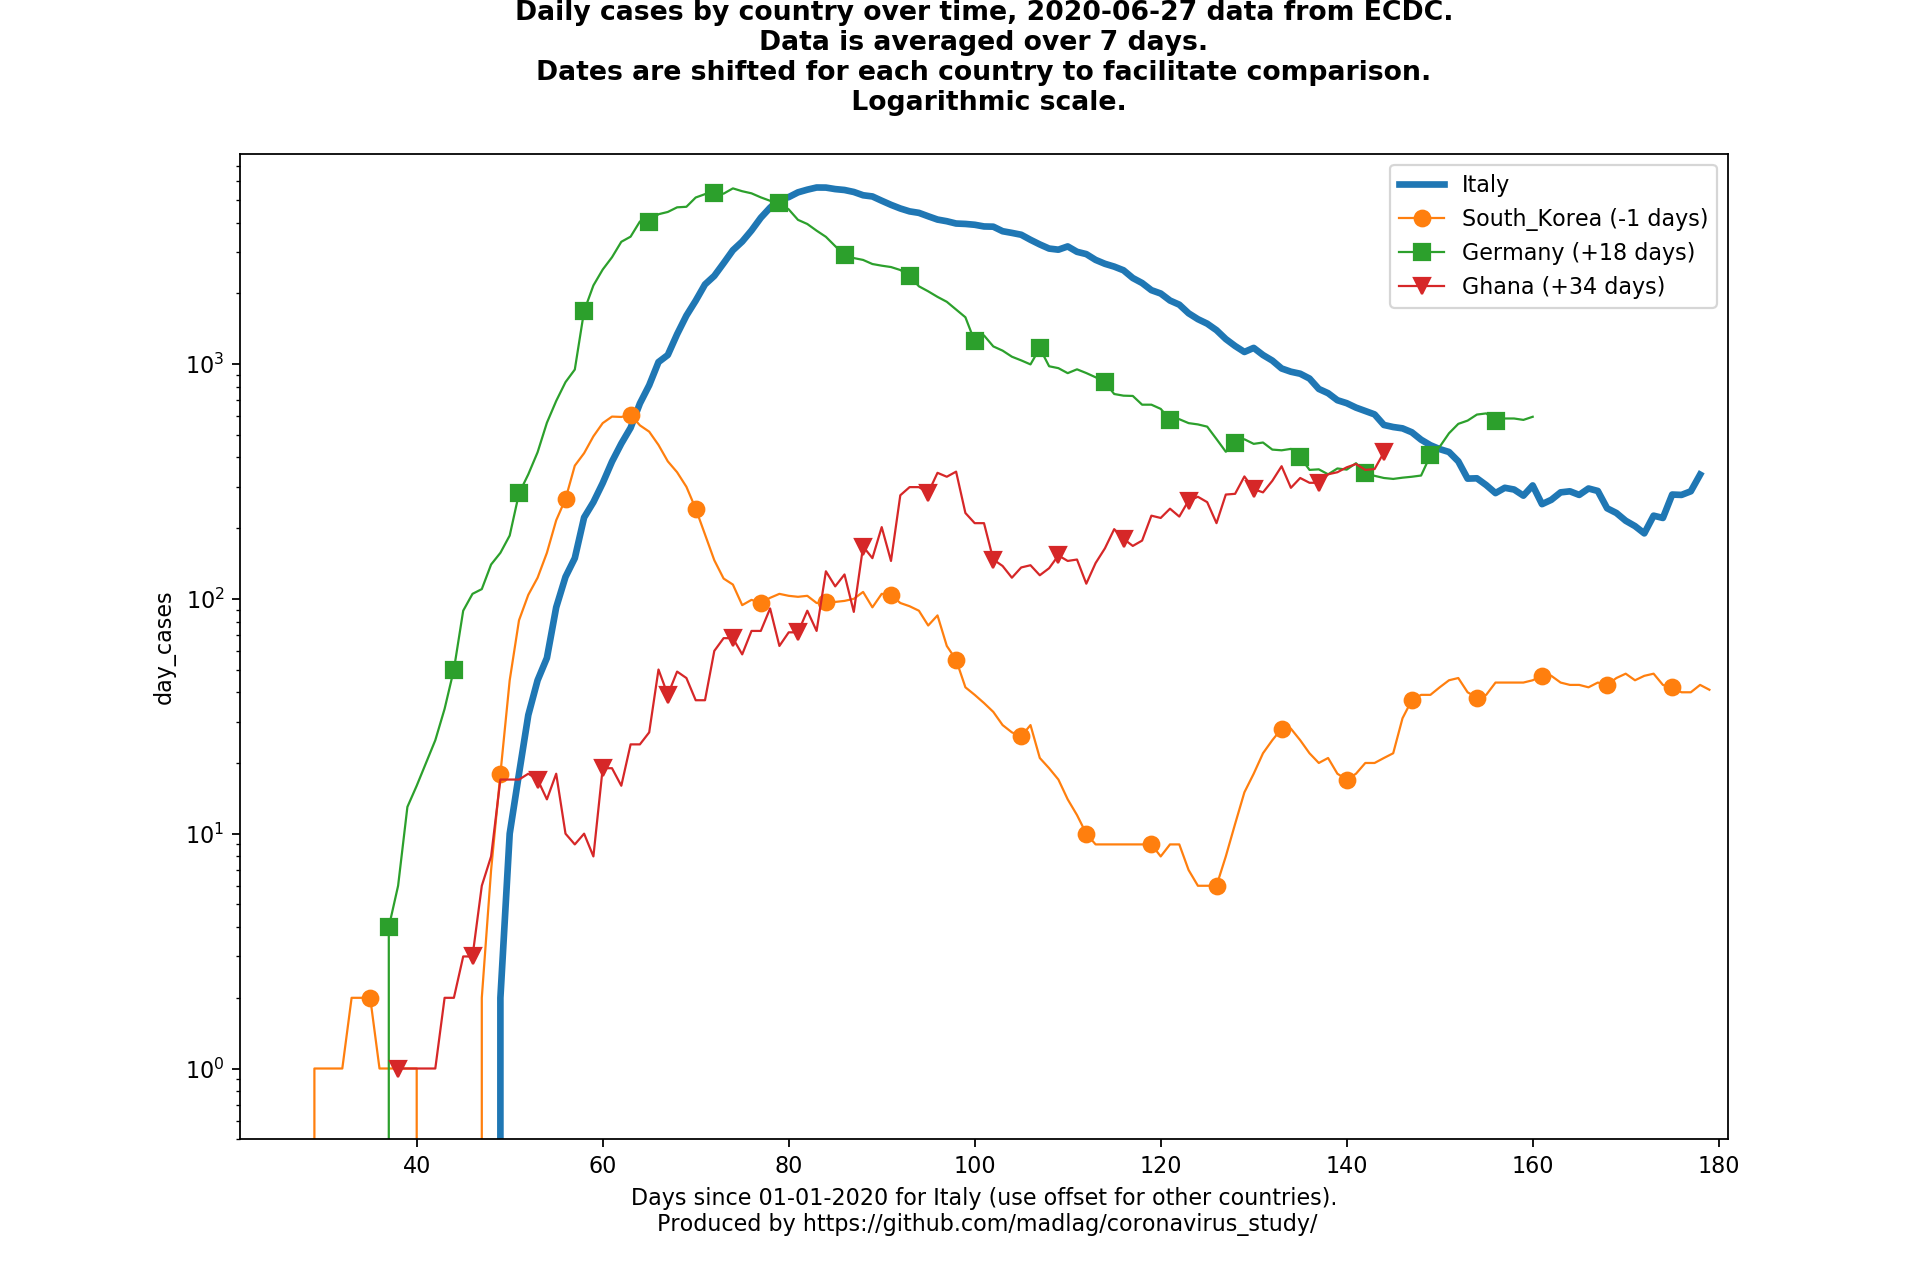 Daily cases by country over time, 2020-06-27 data from ECDC.
Data is averaged over 7 days.
Dates are shifted for each country to facilitate comparison.
Logarithmic scale.
Italy
South_Korea (-1 days)
Germany (+18 days)
Ghana (+34 days)
10³
10²
10¹
10⁰
day_cases
40 60 80 100 120 140 160 180
Days since 01-01-2020 for Italy (use offset for other countries).
Produced by https://github.com/madlag/coronavirus_study/